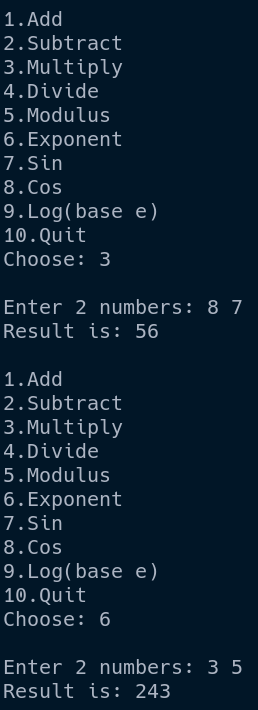 1.Add
2.Subtract
3.Multiply
4.Divide
5.Modulus
6.Exponent
7.Sin
8.Cos
9.Log(base e)
10.Quit
Choose: 3

Enter 2 numbers: 8 7
Result is: 56

1.Add
2.Subtract
3.Multiply
4.Divide
5.Modulus
6.Exponent
7.Sin
8.Cos
9.Log(base e)
10.Quit
Choose: 6

Enter 2 numbers: 3 5
Result is: 243